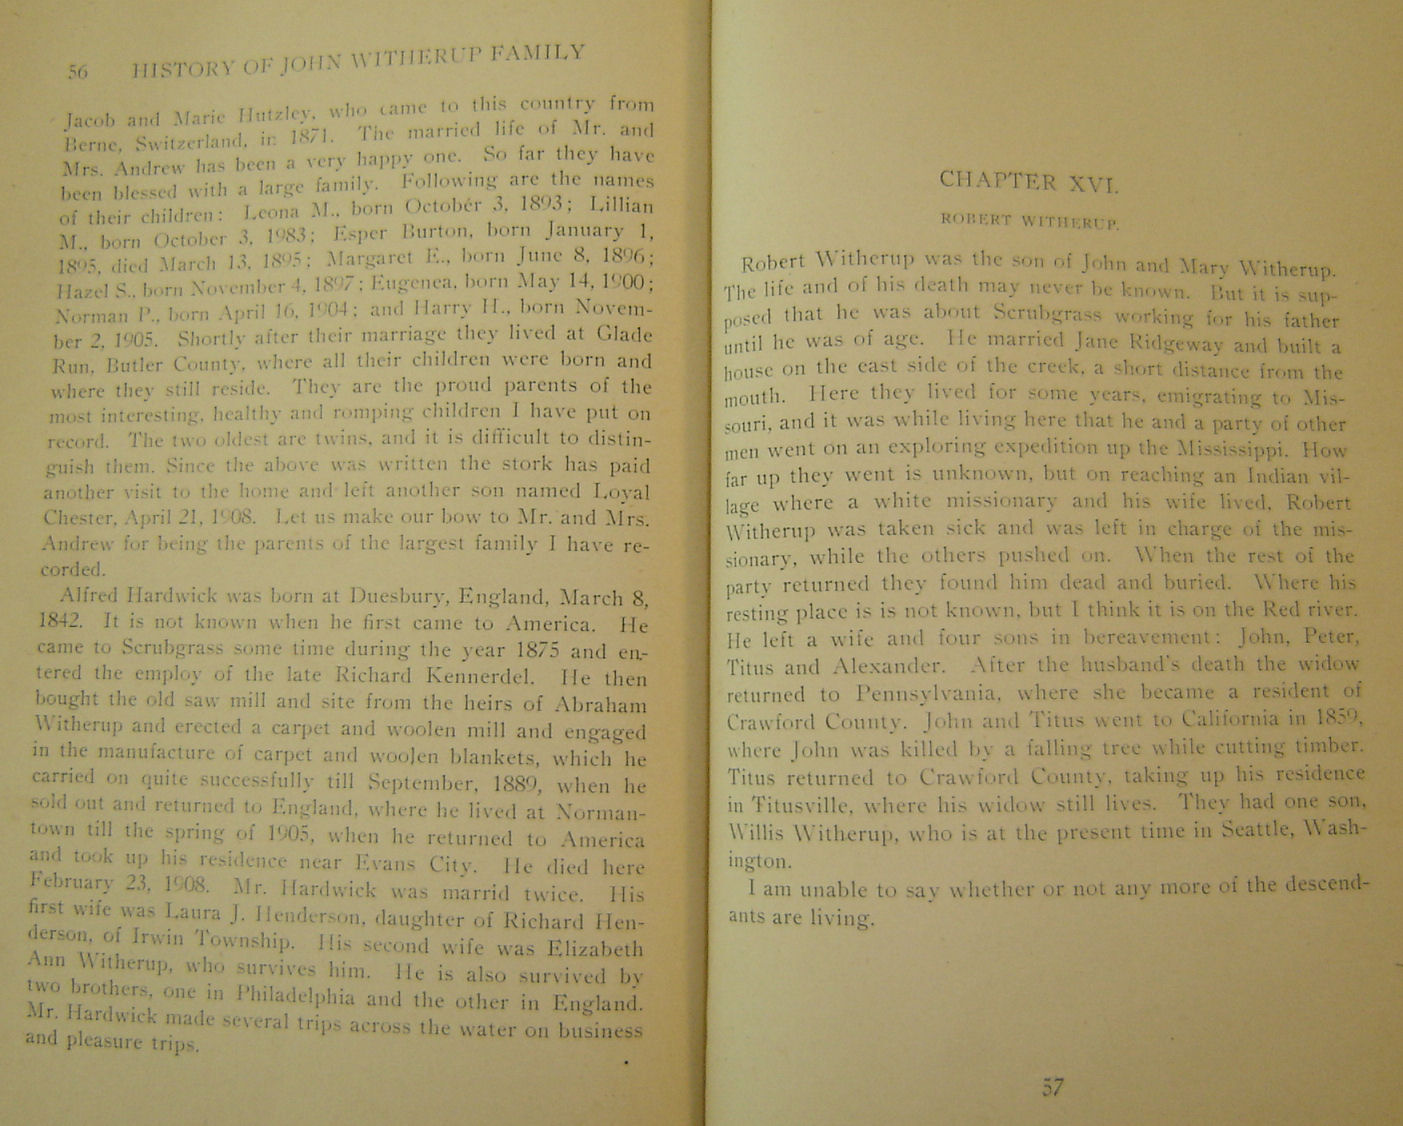 56 HISTORY OF JOHN WITHERUP FAMILY
Jacob and Marie Hutzley, who came to this country from
Berne, Switzerland, in 1871. The married life of Mr. and
Mrs. Andrew has been a very happy one. So far they have
been blessed with a large family. Following are the names
of their children: Leona M., born October 3, 1893; Lillian
M., born October 3, 1983; Esper Burton, born January 1,
1895, died March 13, 1895; Margaret E., born June 8, 1896;
Hazel S., born November 4, 1897; Eugenea, born May 14, 1900;
Norman P., born April 16, 1904; and Harry H., born Novem-
ber 2, 1905. Shortly after their marriage they lived at Glade
Run, Butler County, where all their children were born and
where they still reside. They are the proud parents of the
most interesting, healthy and romping children I have put on
record. The two oldest are twins, and it is difficult to distin-
guish them. Since the above was written the stork has paid
another visit to the home and left another son named Loyal
Chester, April 21, 1908. Let us make our bow to Mr. and Mrs.
Andrew for being the parents of the largest family I have re-
corded.
Alfred Hardwick was born at Duesbury, England, March 8,
1842. It is not known when he first came to America. He
came to Scrubgrass some time during the year 1875 and en-
tered the employ of the late Richard Kennerdel. He then
bought the old saw mill and site from the heirs of Abraham
Witherup and erected a carpet and woolen mill and engaged
in the manufacture of carpet and woolen blankets, which he
carried on quite successfully till September, 1889, when he
sold out and returned to England, where he lived at Norman-
town till the spring of 1905, when he returned to America
and took up his residence near Evans City. He died here
February 23, 1908. Mr. Hardwick was marrid twice. His
first wife was Laura J. Henderson, daughter of Richard Hen-
derson, of Irwin Township. His second wife was Elizabeth
Ann Witherup, who survives him. He is also survived by
two brothers, one in Philadelphia and the other in England.
Mr. Hardwick made several trips across the water on business
and pleasure trips.
CHAPTER XVI.
ROBERT WITHERUP.
Robert Witherup was the son of John and Mary Witherup.
The life and of his death may never be known. But it is sup-
posed that he was about Scrubgrass working for his father
until he was of age. He married Jane Ridgeway and built a
house on the east side of the creek, a short distance from the
mouth. Here they lived for some years, emigrating to Mis-
souri, and it was while living here that he and a party of other
men went on an exploring expedition up the Mississippi. How
far up they went is unknown, but on reaching an Indian vil-
lage where a white missionary and his wife lived, Robert
Witherup was taken sick and was left in charge of the mis-
sionary, while the others pushed on. When the rest of the
party returned they found him dead and buried. Where his
resting place is is not known, but I think it is on the Red river.
He left a wife and four sons in bereavement: John, Peter,
Titus and Alexander. After the husband's death the widow
returned to Pennsylvania, where she became a resident of
Crawford County. John and Titus went to California in 1859,
where John was killed by a falling tree while cutting timber.
Titus returned to Crawford County, taking up his residence
in Titusville, where his widow still lives. They had one son,
Willis Witherup, who is at the present time in Seattle, Wash-
ington.
I am unable to say whether or not any more of the descend-
ants are living.
57